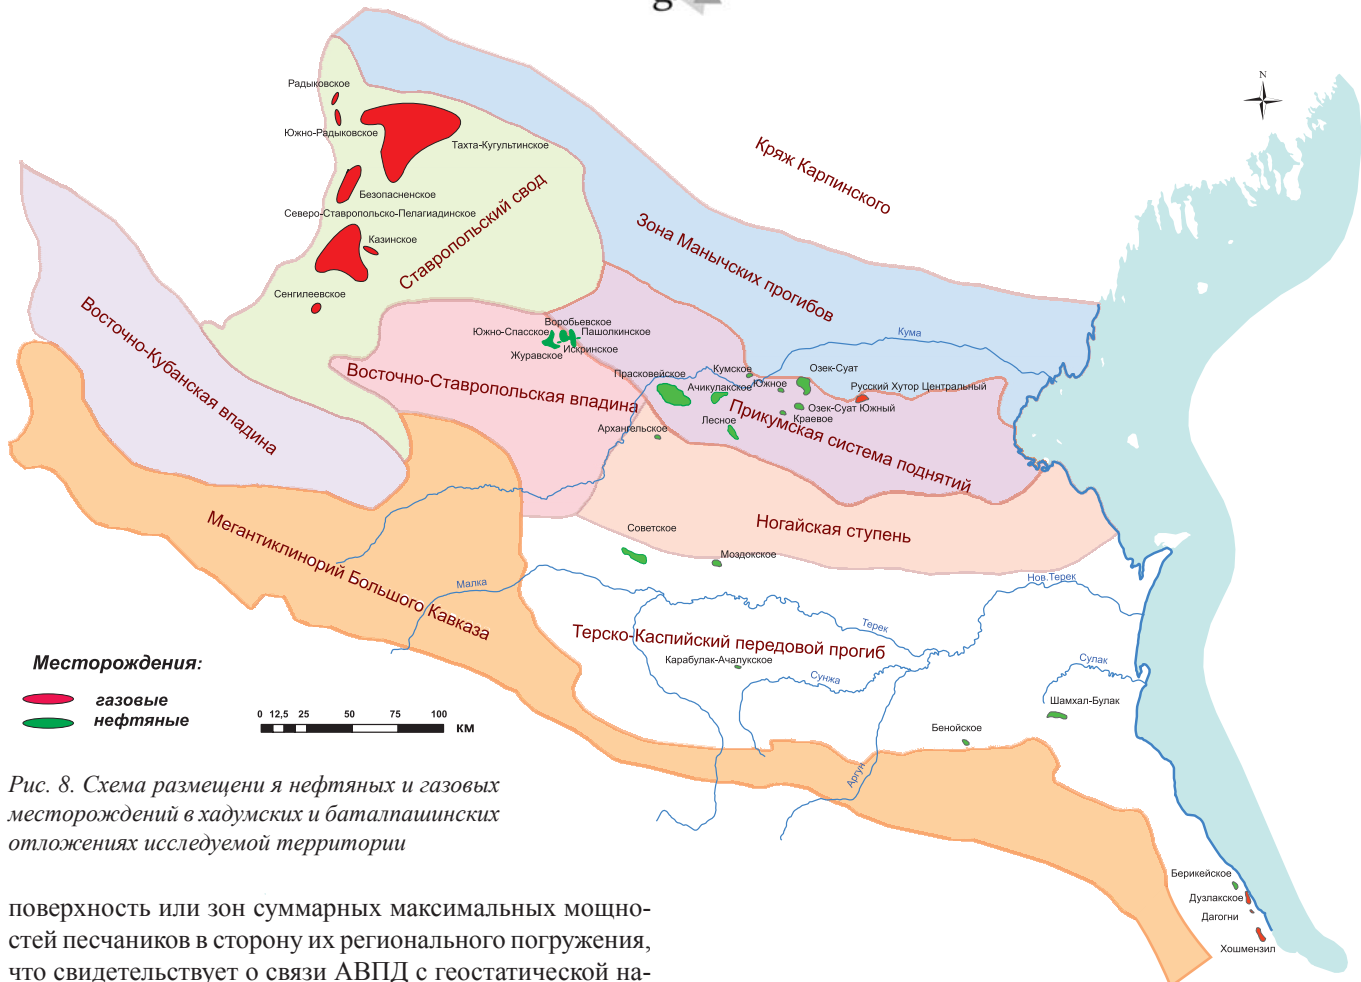 g
N
Радыковское
Южно-Радыковское
Тахта-Кугультинское
Безопасненское
Северо-Ставропольско-Пелагиадинское
Казинское
Сенгилеевское
Ставропольский свод
Кряж Карпинского
Зона Манычских прогибов
Восточно-Кубанская впадина
Воробьевское
Южно-Спасское
Пашолкинское
Искринское
Журавское
Восточно-Ставропольская впадина
Кума
Прасковейское
Кумское
Озек-Суат
Ачикулакское
Южное
Русский Хутор Центральный
Озек-Суат Южный
Краевое
Лесное
Архангельское
Прикумская система поднятий
Мегантиклинорий Большого Кавказа
Ногайская ступень
Советское
Моздокское
Малка
Нов.Терек
Терек
Терско-Каспийский передовой прогиб
Карабулак-Ачалукское
Сунжа
Сулак
Шамхал-Булак
Бенойское
Аргун
Берикейское
Дузлакское
Дагогни
Хошмензил
Месторождения:
газовые
нефтяные
0 12,5 25 50 75 100
км
Рис. 8. Схема размещени я нефтяных и газовых
месторождений в хадумских и баталпашинских
отложениях исследуемой территории
поверхность или зон суммарных максимальных мощно-
стей песчаников в сторону их регионального погружения,
что свидетельствует о связи АВПД с геостатической на-